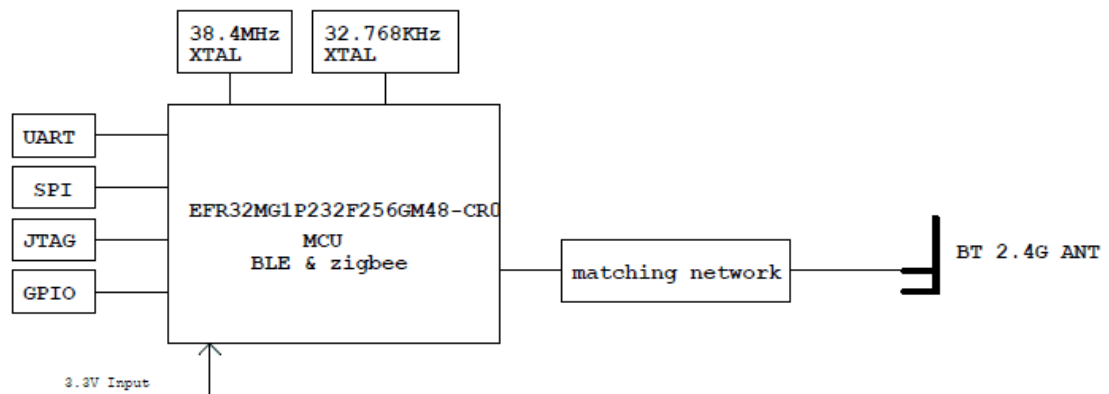 38.4MHz
XTAL
32.768KHz
XTAL
UART
SPI
JTAG
GPIO
EFR32MG1P232F256GM48-CR0
MCU
BLE & zigbee
matching network
BT 2.4G ANT
3.3V Input